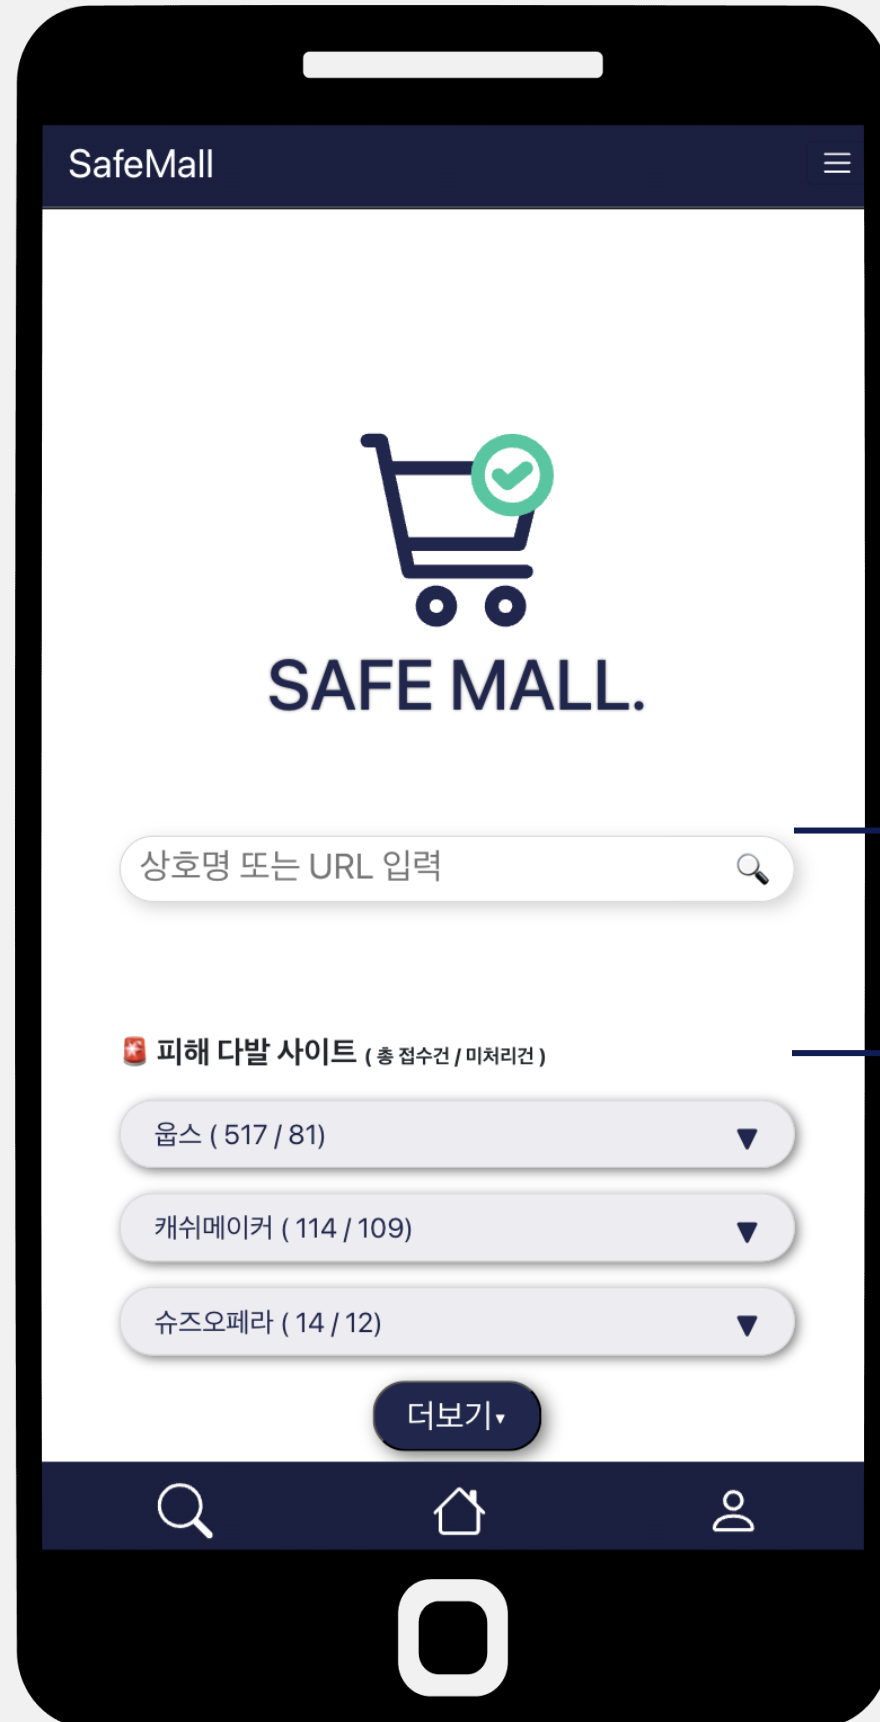 SafeMall
SAFE MALL.
상호명 또는 URL 입력
피해 다발 사이트 ( 총 접수건 / 미처리건 )
웁스 ( 517 / 81)
캐쉬메이커 ( 114 / 109)
슈즈오페라 ( 14 / 12)
더보기▾